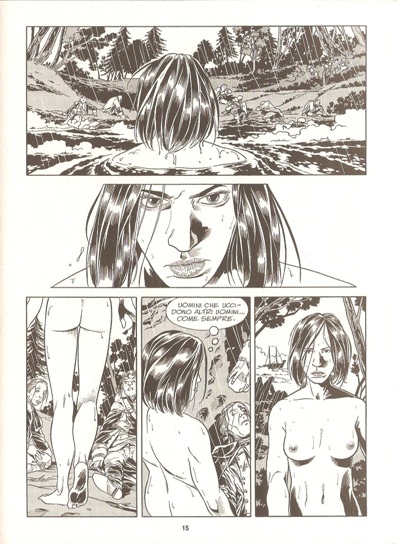 UOMINI CHE UCCI-
DONO ALTRI UOMINI...
COME SEMPRE.
15